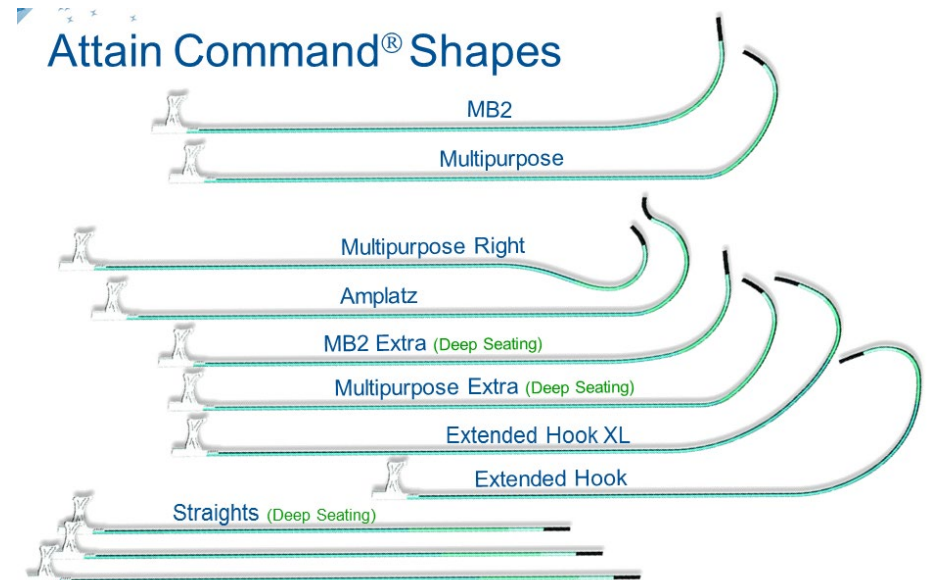 Attain Command® Shapes
MB2
Multipurpose
Multipurpose Right
Amplatz
MB2 Extra (Deep Seating)
Multipurpose Extra (Deep Seating)
Extended Hook XL
Extended Hook
Straights (Deep Seating)